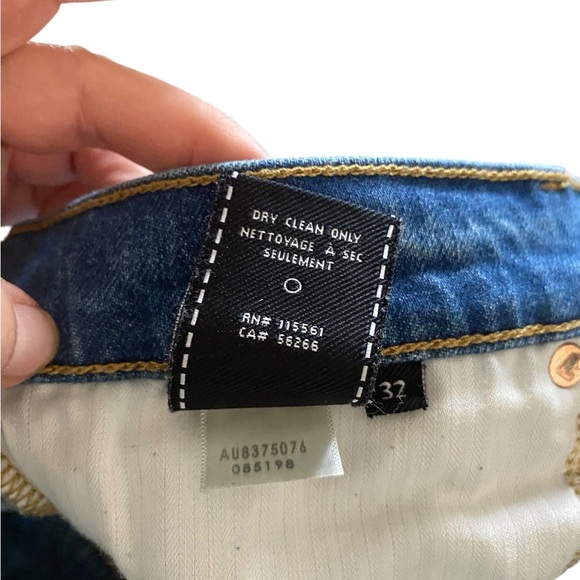 DRY CLEAN ONLY
NETTOYAGE À SEC
SEULEMENT
RN# 115561
CA# 56266
32
AU8375076
085198